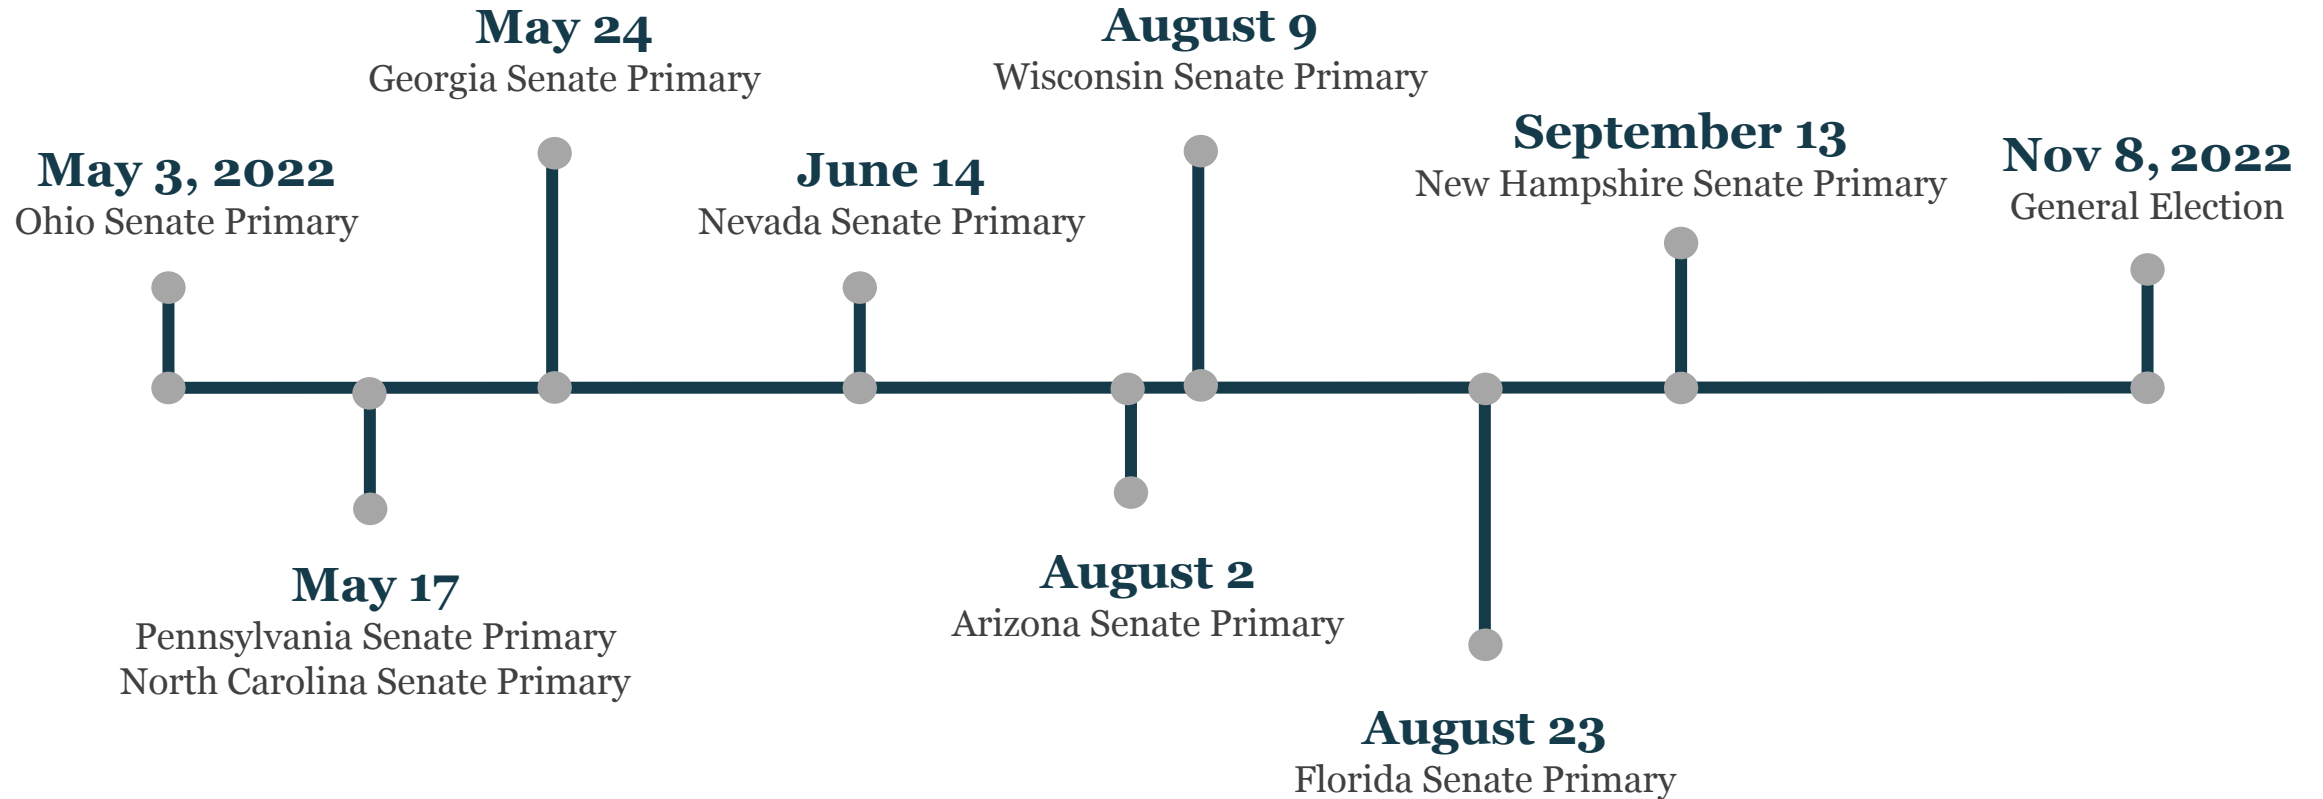 May 3, 2022
Ohio Senate Primary
May 17
Pennsylvania Senate Primary
North Carolina Senate Primary
May 24
Georgia Senate Primary
June 14
Nevada Senate Primary
August 2
Arizona Senate Primary
August 9
Wisconsin Senate Primary
August 23
Florida Senate Primary
September 13
New Hampshire Senate Primary
Nov 8, 2022
General Election